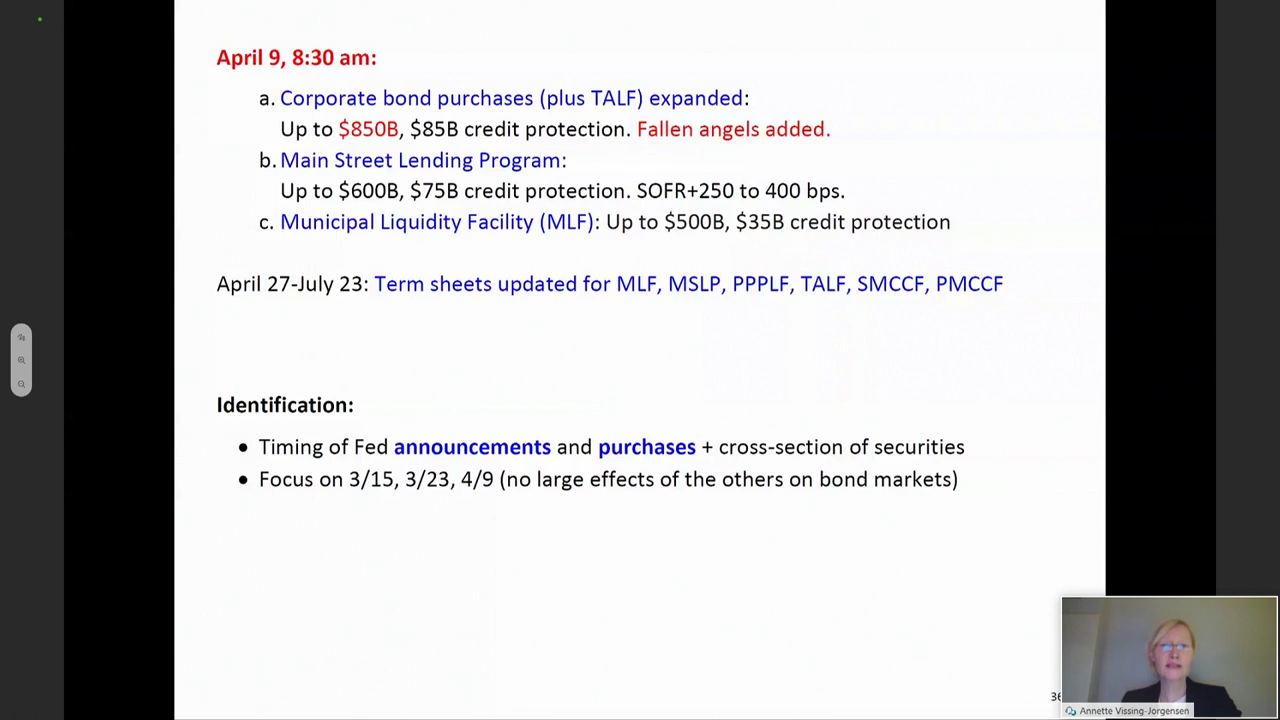 April 9, 8:30 am:
a. Corporate bond purchases (plus TALF) expanded:
Up to $850B, $85B credit protection. Fallen angels added.
b. Main Street Lending Program:
Up to $600B, $75B credit protection. SOFR+250 to 400 bps.
c. Municipal Liquidity Facility (MLF): Up to $500B, $35B credit protection
April 27-July 23: Term sheets updated for MLF, MSLP, PPPLF, TALF, SMCCF, PMCCF
Identification:
• Timing of Fed announcements and purchases + cross-section of securities
• Focus on 3/15, 3/23, 4/9 (no large effects of the others on bond markets)
Annette Vissing-Jorgensen